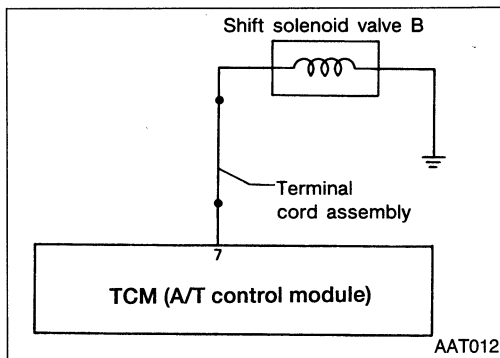 Shift solenoid valve B
Terminal
cord assembly
7
TCM (A/T control module)
AAT012